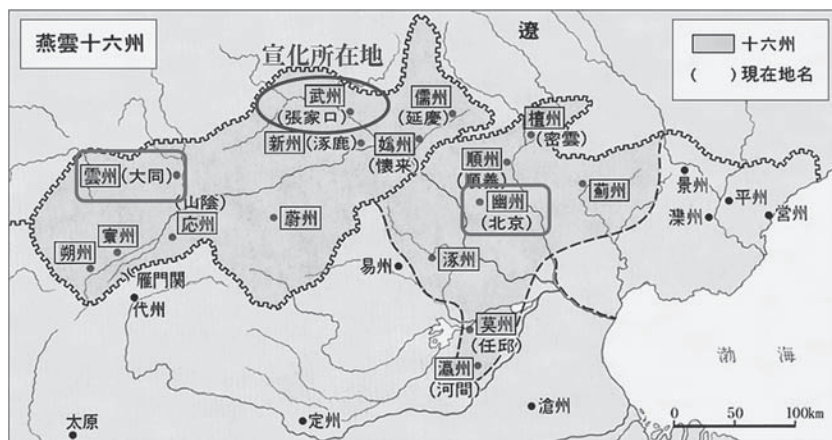 燕雲十六州
宣化所在地
遼
十六州
( ) 現在地名
武州
(張家口)
儒州
(延慶)
檀州
(密雲)
新州(涿鹿)
媯州
(懐来)
順州
(順義)
雲州(大同)
(山陰)
応州
寰州
朔州
蔚州
幽州
(北京)
薊州
景州
平州
灤州
営州
雁門関
代州
易州
涿州
莫州
(任邱)
瀛州
(河間)
渤海
太原
定州
滄州
0 50 100km